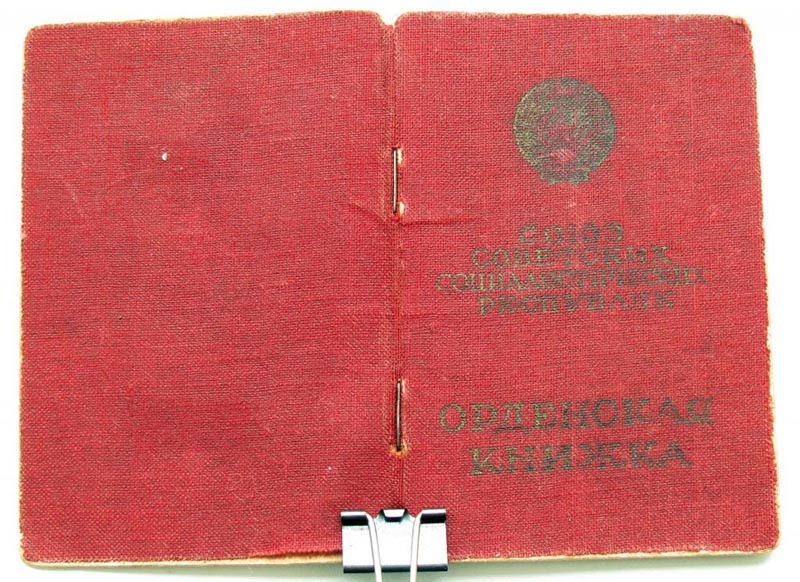 СОЮЗ
СОВЕТСКИХ
СОЦИАЛИСТИЧЕСКИХ
РЕСПУБЛИК
ОРДЕНСКАЯ
КНИЖКА